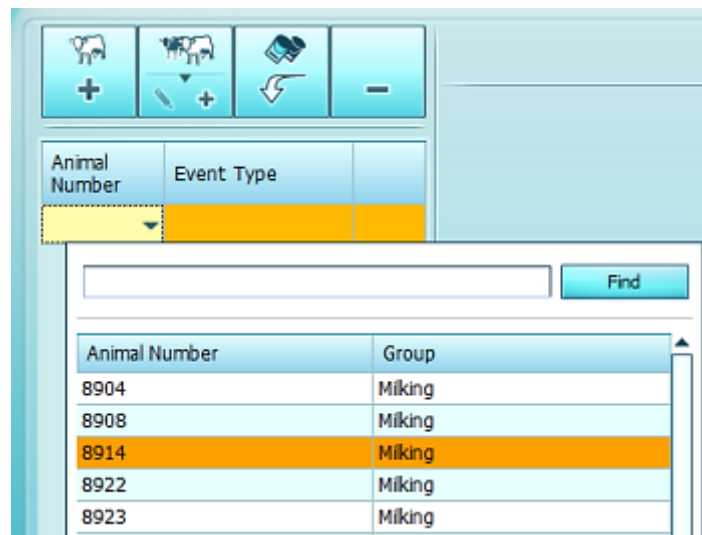 Animal
Number
Event Type
Find
Animal Number Group
8904 Milking
8908 Milking
8914 Milking
8922 Milking
8923 Milking